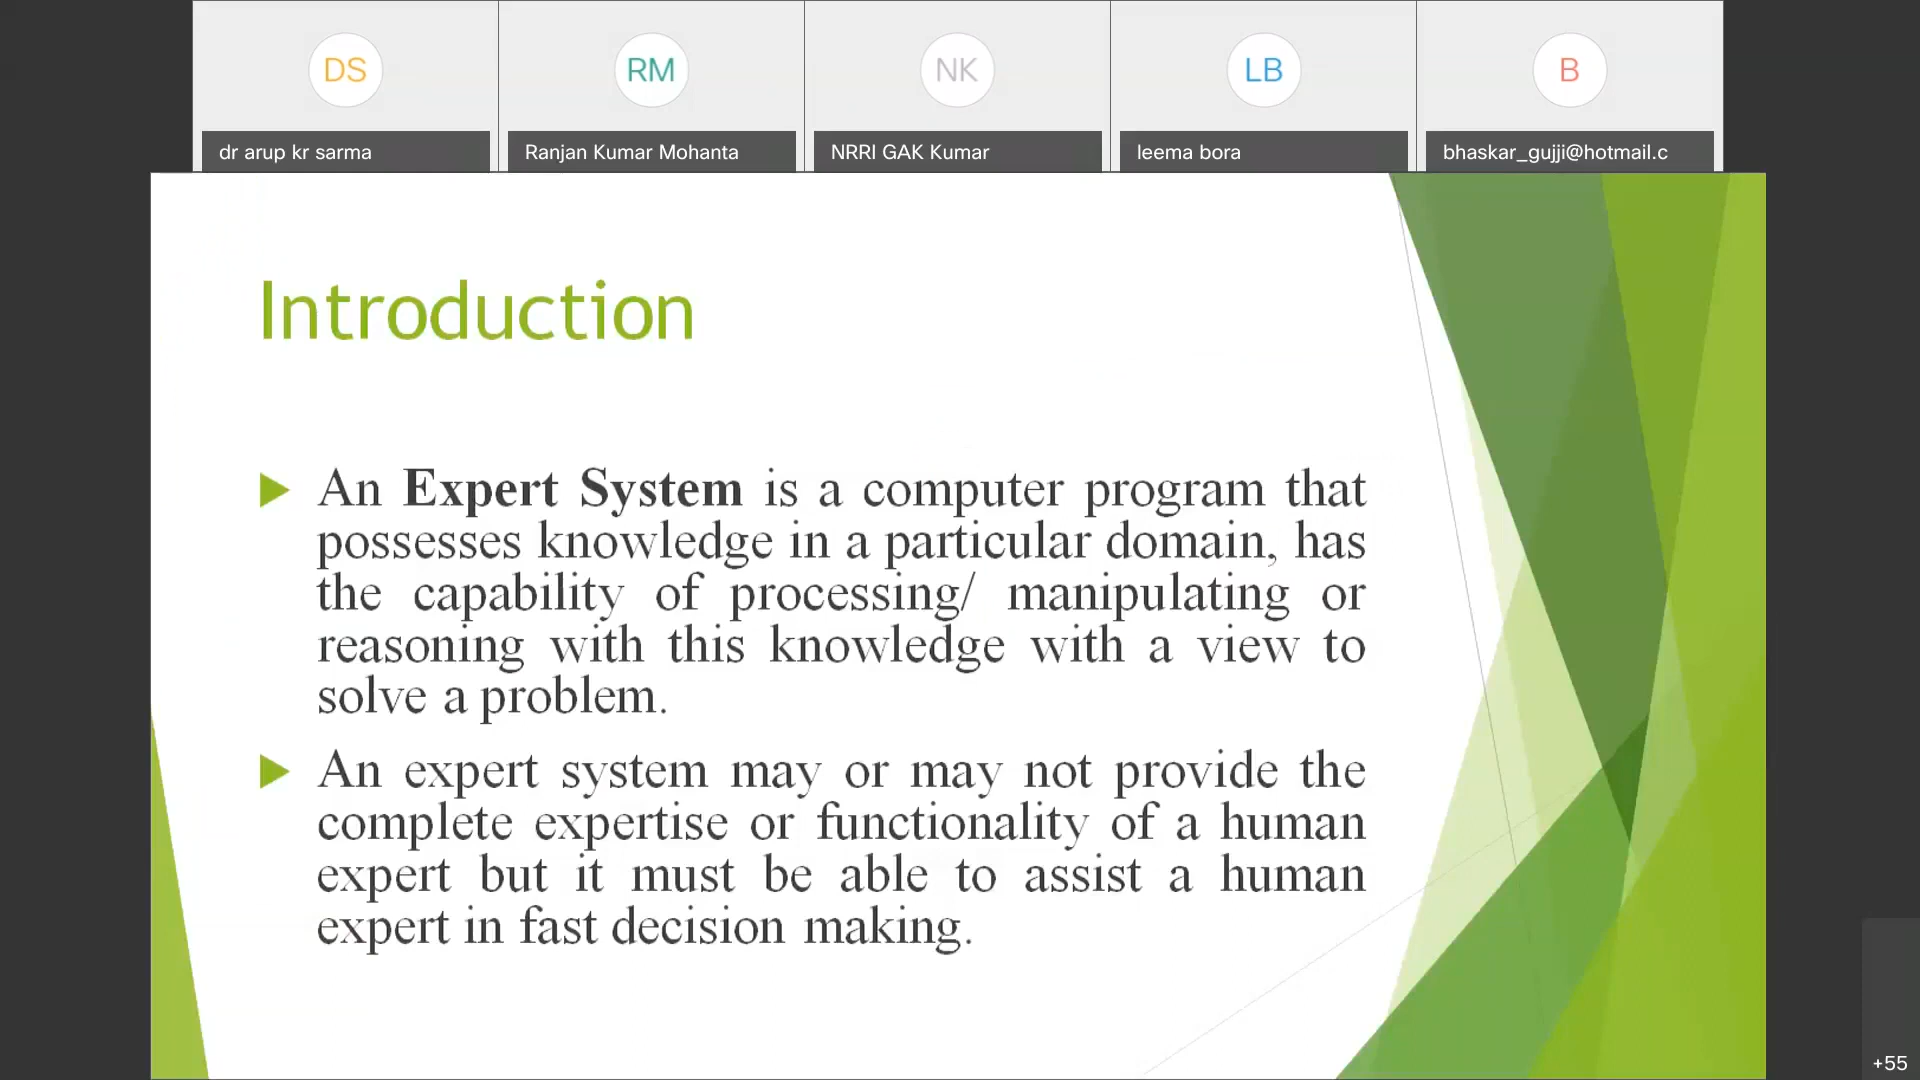 DS
RM
NK
LB
B
dr arup kr sarma
Ranjan Kumar Mohanta
NRRI GAK Kumar
leema bora
bhaskar_gujji@hotmail.c
Introduction
An Expert System is a computer program that
possesses knowledge in a particular domain, has
the capability of processing/ manipulating or
reasoning with this knowledge with a view to
solve a problem.
An expert system may or may not provide the
complete expertise or functionality of a human
expert but it must be able to assist a human
expert in fast decision making.
+55